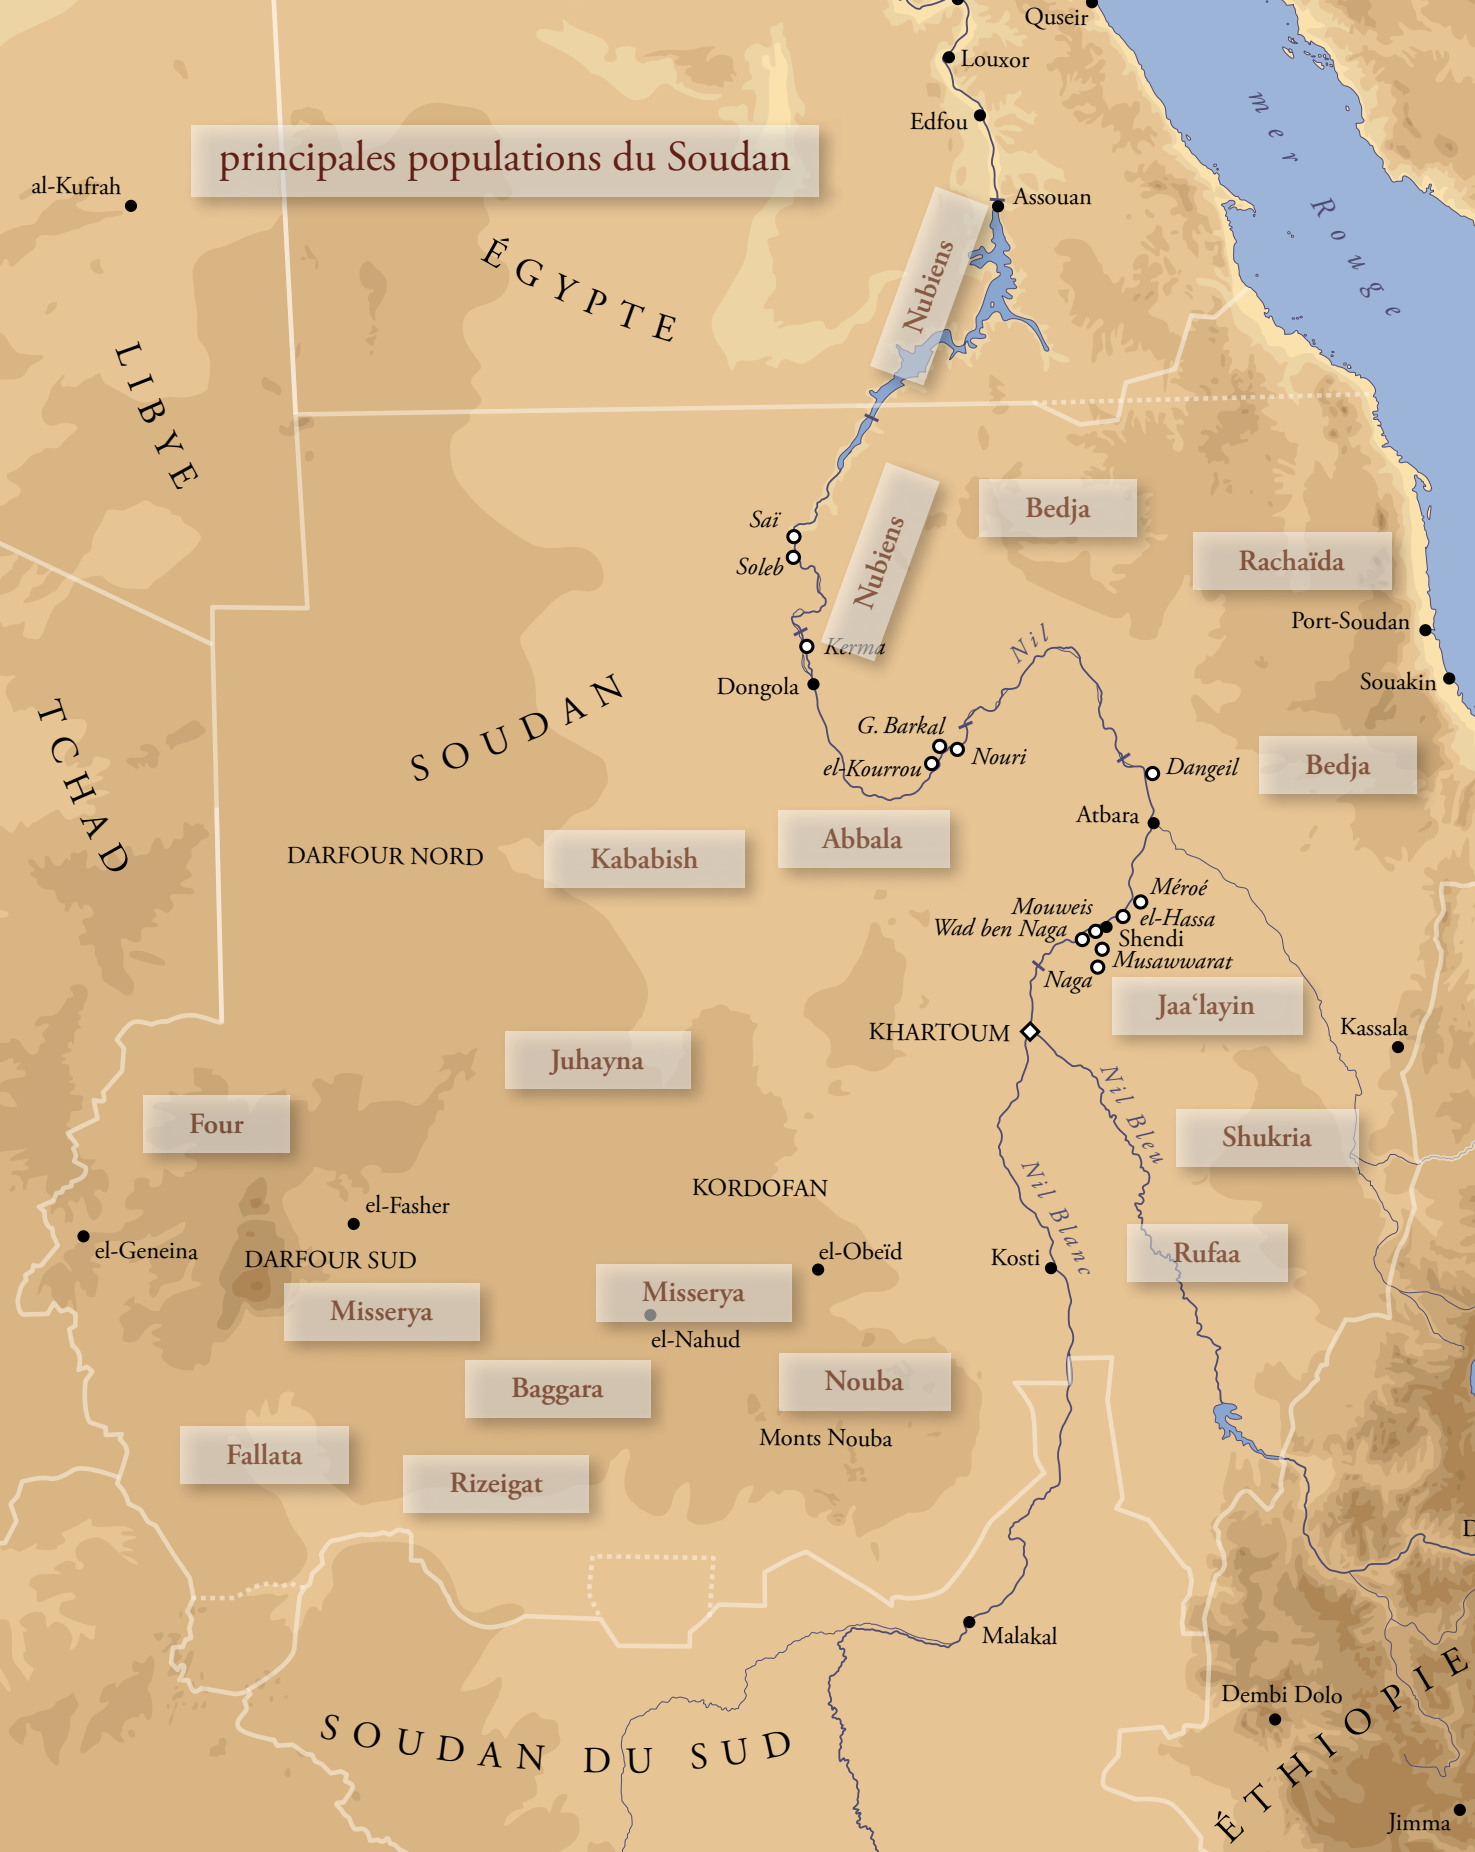 Quseir
Louxor
Edfou
mer Rouge
principales populations du Soudan
al-Kufrah
Assouan
ÉGYPTE
Nubiens
LIBYE
Bedja
Saï
Nubiens
Rachaïda
Soleb
Port-Soudan
Kerma
Nil
Souakin
Dongola
SOUDAN
TCHAD
G. Barkal
Nouri
el-Kourrou
Dangeil
Bedja
Atbara
Abbala
DARFOUR NORD
Kababish
Méroé
Mouweis
el-Hassa
Wad ben Naga
Shendi
Musawwarat
Naga
Jaa‘layin
KHARTOUM
Kassala
Juhayna
Nil Bleu
Four
Shukria
KORDOFAN
Nil Blanc
el-Fasher
el-Geneina
DARFOUR SUD
el-Obeïd
Kosti
Rufaa
Misserya
Misserya
el-Nahud
Baggara
Nouba
Monts Nouba
Fallata
Rizeigat
D
Malakal
Dembi Dolo
SOUDAN DU SUD
ÉTHIOPIE
Jimma